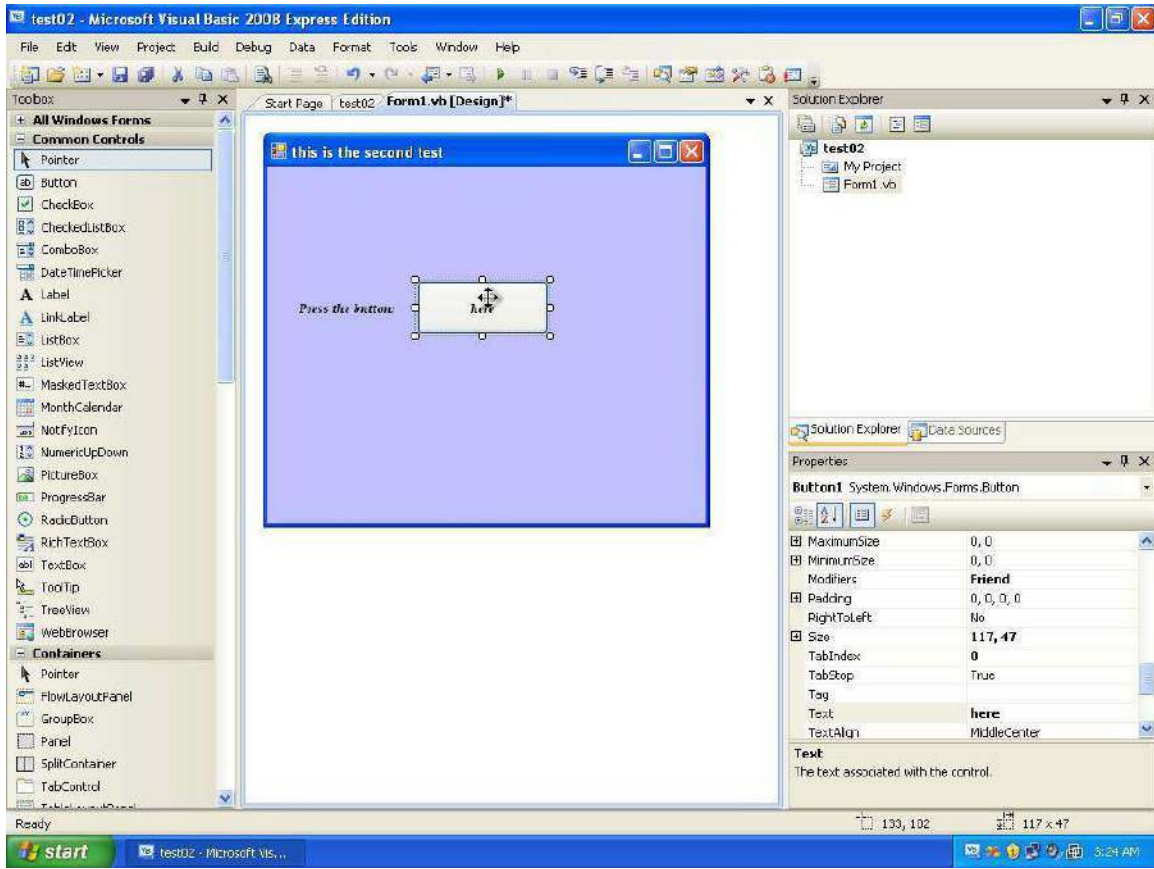 test02 - Microsoft Visual Basic 2008 Express Edition
File Edit View Project Build Debug Data Format Tools Window Help
Toolbox
All Windows Forms
Common Controls
Pointer
Button
CheckBox
CheckedListBox
ComboBox
DateTimePicker
Label
LinkLabel
ListBox
ListView
MaskedTextBox
MonthCalendar
NotifyIcon
NumericUpDown
PictureBox
ProgressBar
RadioButton
RichTextBox
TextBox
ToolTip
TreeView
WebBrowser
Containers
Pointer
FlowLayoutPanel
GroupBox
Panel
SplitContainer
TabControl
Start Page test02 Form1.vb [Design]*
this is the second test
Press the button: here
Solution Explorer
test02
My Project
Form1.vb
Solution Explorer Data Sources
Properties
Button1 System.Windows.Forms.Button
MaximumSize 0, 0
MinimumSize 0, 0
Modifiers Friend
Padding 0, 0, 0, 0
RightToLeft No
Size 117, 47
TabIndex 0
TabStop True
Tag
Text here
TextAlign MiddleCenter
Text
The text associated with the control.
Ready 133, 102 117 x 47
start test02 - Microsoft Vis... 3:24 AM